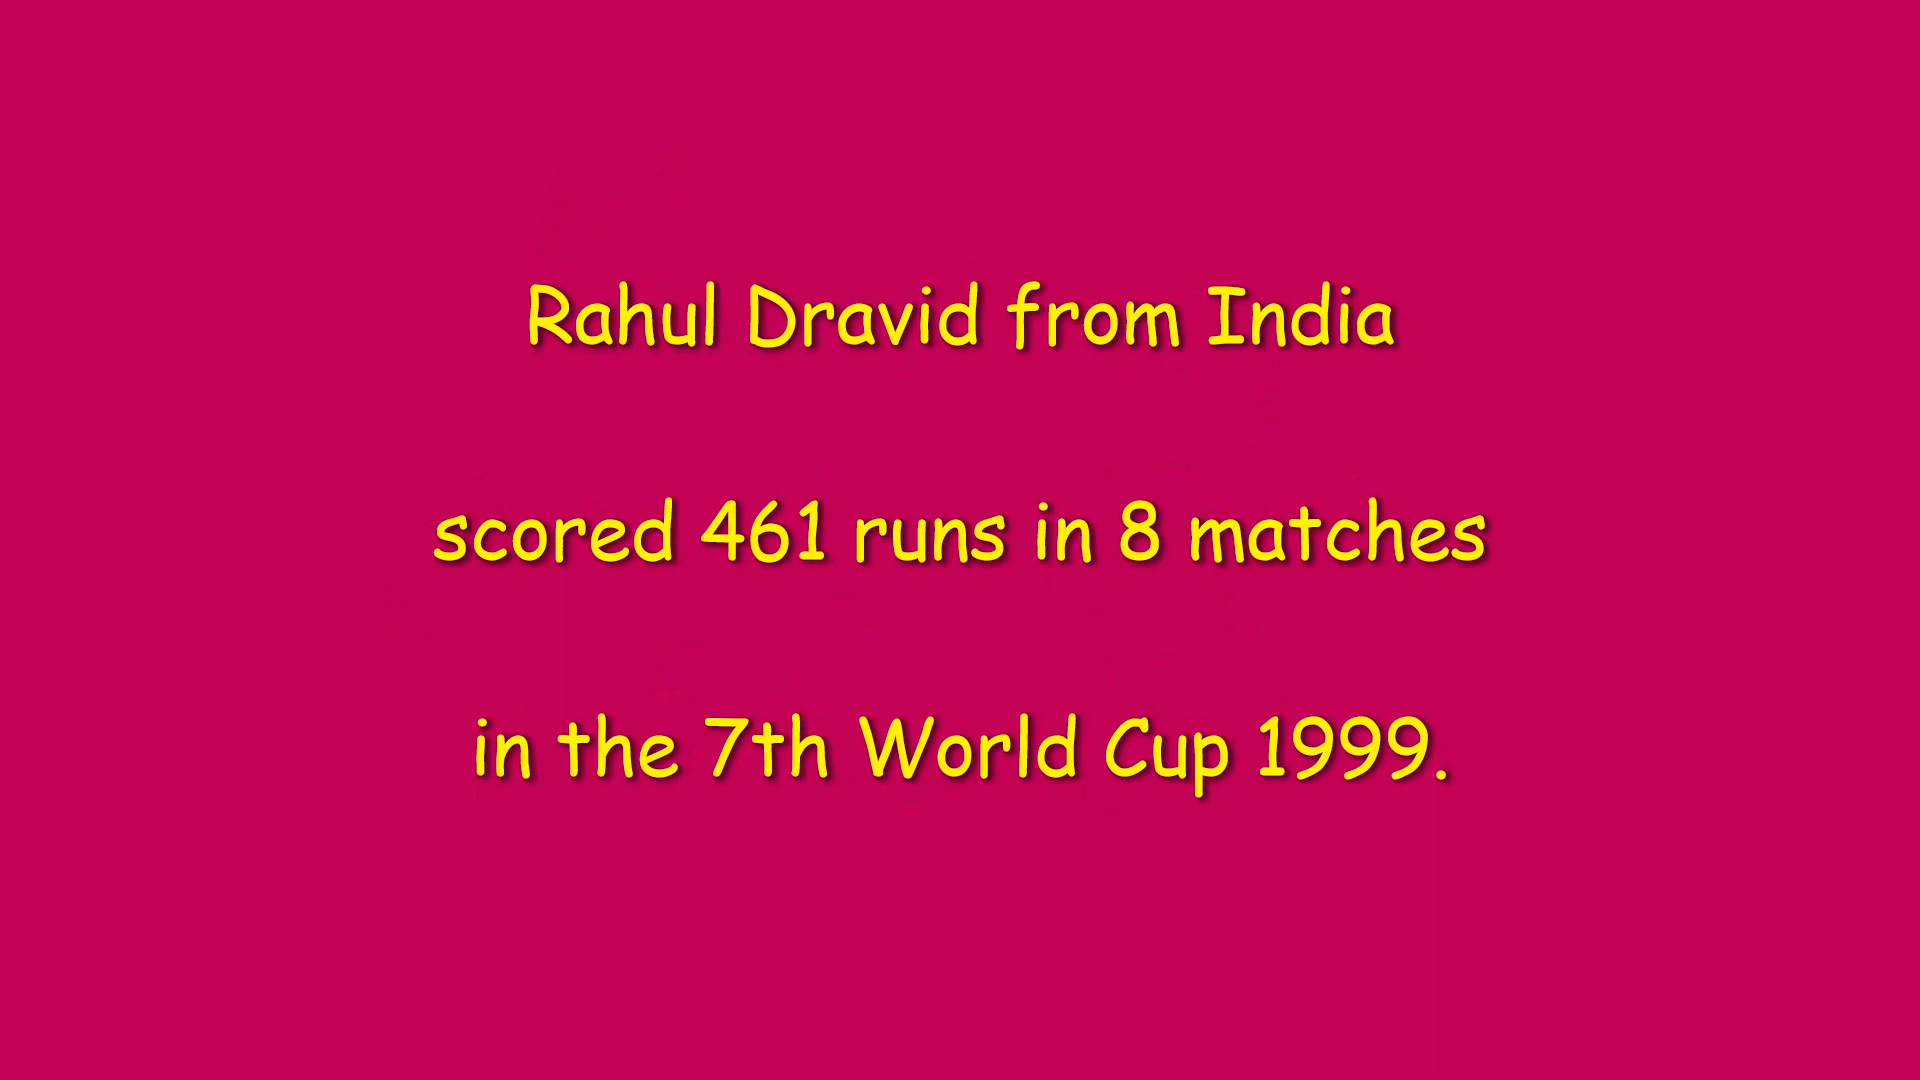 Rahul Dravid from India
scored 461 runs in 8 matches
in the 7th World Cup 1999.